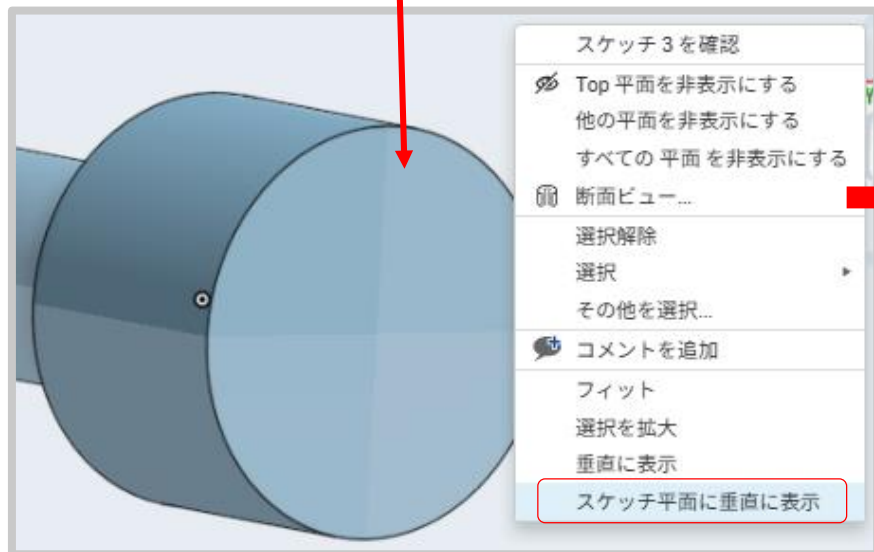 スケッチ 3 を確認
Top 平面を非表示にする
他の平面を非表示にする
すべての 平面 を非表示にする
断面ビュー...
選択解除
選択
その他を選択...
コメントを追加
フィット
選択を拡大
垂直に表示
スケッチ平面に垂直に表示
Y